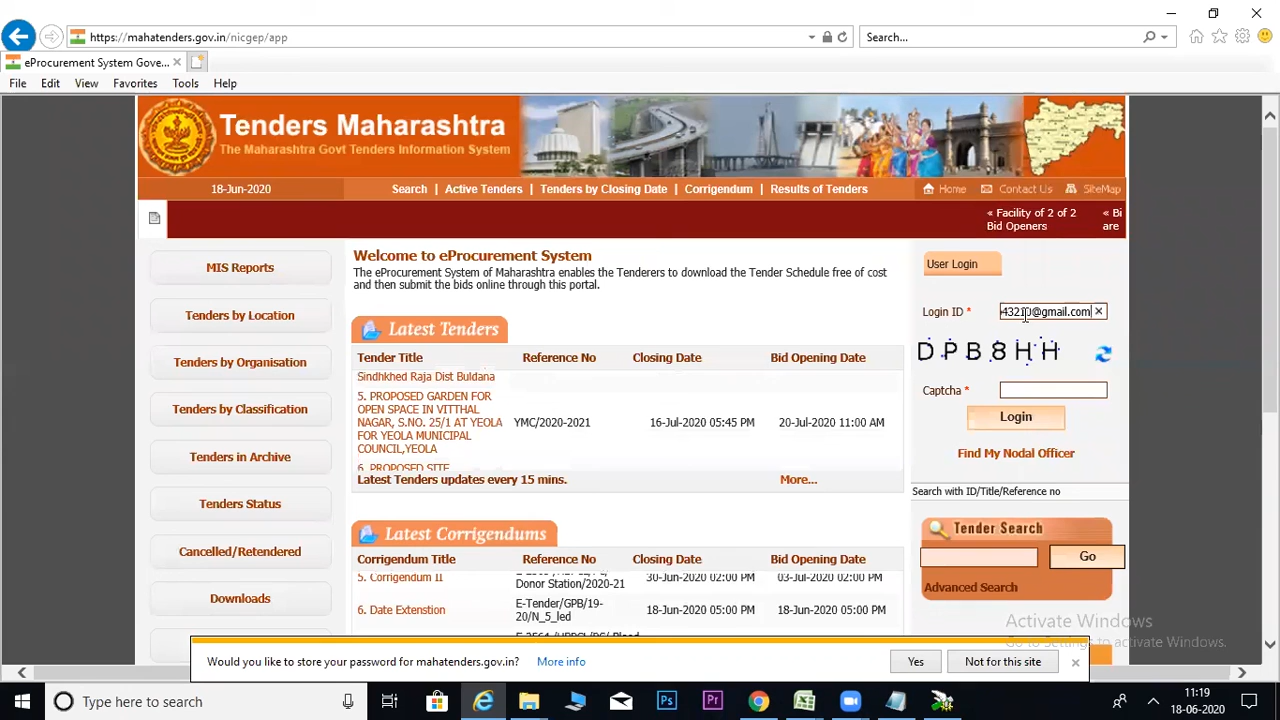 https://mahatenders.gov.in/nicgep/app
Search...
eProcurement System Gove...
File Edit View Favorites Tools Help
Tenders Maharashtra
The Maharashtra Govt Tenders Information System
18-Jun-2020 Search | Active Tenders | Tenders by Closing Date | Corrigendum | Results of Tenders Home Contact Us SiteMap
« Facility of 2 of 2 « Bi
Bid Openers are
MIS Reports
Tenders by Location
Tenders by Organisation
Tenders by Classification
Tenders in Archive
Tenders Status
Cancelled/Retendered
Downloads
Welcome to eProcurement System
The eProcurement System of Maharashtra enables the Tenderers to download the Tender Schedule free of cost
and then submit the bids online through this portal.
Latest Tenders
Tender Title Reference No Closing Date Bid Opening Date
Sindhkhed Raja Dist Buldana
5. PROPOSED GARDEN FOR
OPEN SPACE IN VITTHAL
NAGAR, S.NO. 25/1 AT YEOLA YMC/2020-2021 16-Jul-2020 05:45 PM 20-Jul-2020 11:00 AM
FOR YEOLA MUNICIPAL
COUNCIL,YEOLA
6. PROPOSED SITE
Latest Tenders updates every 15 mins. More...
Latest Corrigendums
Corrigendum Title Reference No Closing Date Bid Opening Date
5. Corrigendum II 30-Jun-2020 02:00 PM 03-Jul-2020 02:00 PM
Donor Station/2020-21
6. Date Extenstion E-Tender/GPB/19-20/N_5_led 18-Jun-2020 05:00 PM 18-Jun-2020 05:00 PM
User Login
Login ID * 43210@gmail.com
D P B 8 H H
Captcha *
Login
Find My Nodal Officer
Search with ID/Title/Reference no
Tender Search
Go
Advanced Search
Activate Windows
Go to Settings to activate Windows.
Would you like to store your password for mahatenders.gov.in? More info Yes Not for this site
Type here to search
11:19
18-06-2020